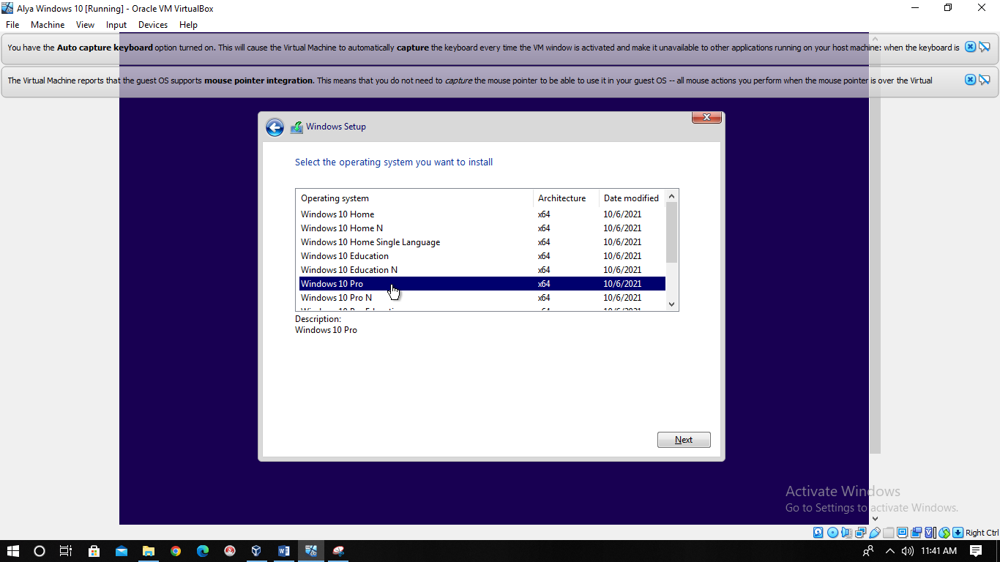 Alya Windows 10 [Running] - Oracle VM VirtualBox
File Machine View Input Devices Help
You have the Auto capture keyboard option turned on. This will cause the Virtual Machine to automatically capture the keyboard every time the VM window is activated and make it unavailable to other applications running on your host machine: when the keyboard is
The Virtual Machine reports that the guest OS supports mouse pointer integration. This means that you do not need to capture the mouse pointer to be able to use it in your guest OS -- all mouse actions you perform when the mouse pointer is over the Virtual
Windows Setup
Select the operating system you want to install
Operating system Architecture Date modified
Windows 10 Home x64 10/6/2021
Windows 10 Home N x64 10/6/2021
Windows 10 Home Single Language x64 10/6/2021
Windows 10 Education x64 10/6/2021
Windows 10 Education N x64 10/6/2021
Windows 10 Pro x64 10/6/2021
Windows 10 Pro N x64 10/6/2021
Description:
Windows 10 Pro
Next
Activate Windows
Go to Settings to activate Windows.
Right Ctrl
11:41 AM